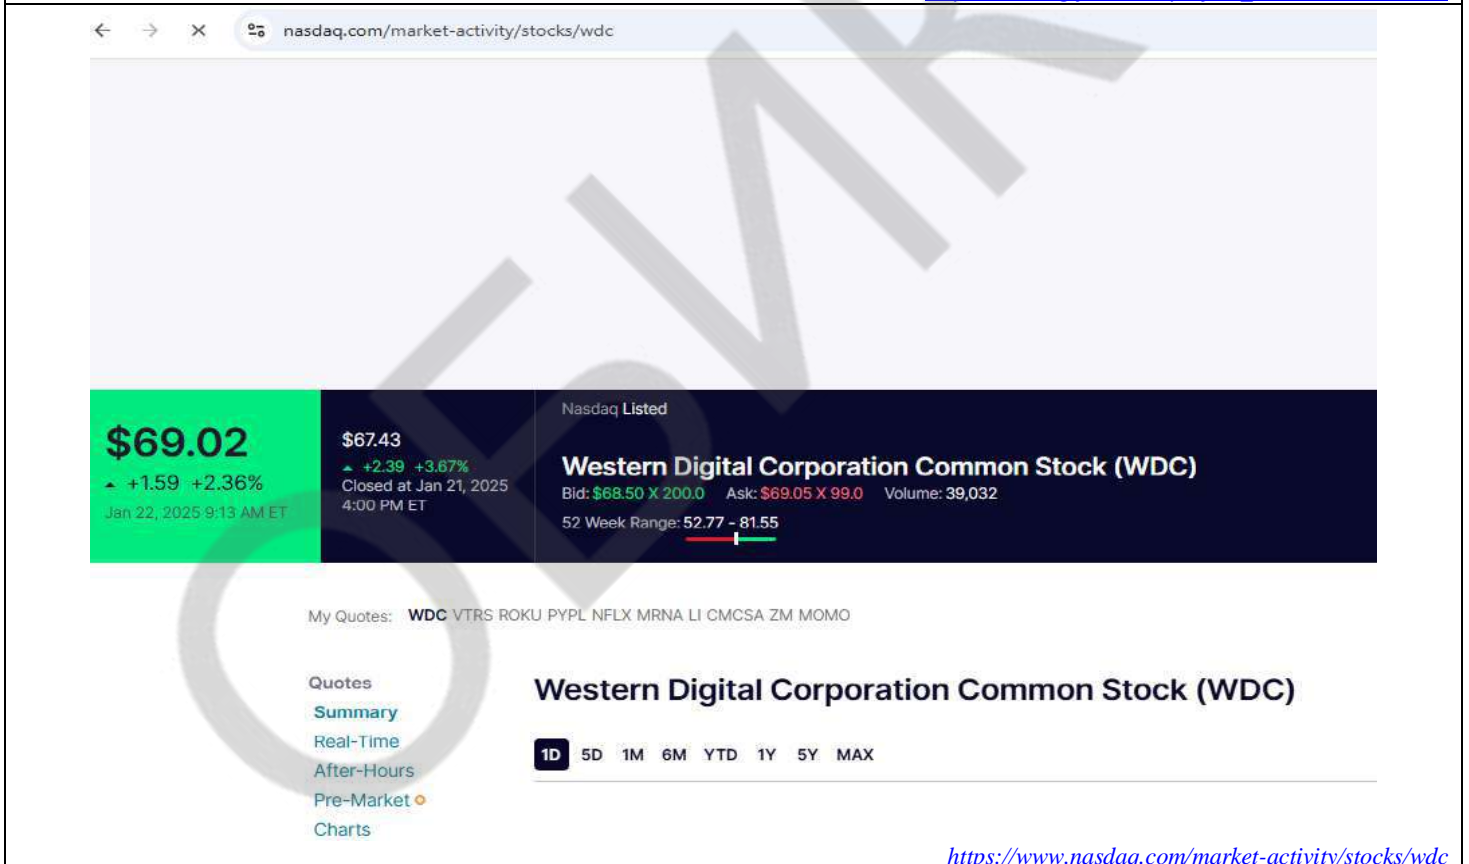 nasdaq.com/market-activity/stocks/wdc
$69.02
+1.59 +2.36%
Jan 22, 2025 9:13 AM ET
$67.43
+2.39 +3.67%
Closed at Jan 21, 2025
4:00 PM ET
Nasdaq Listed
Western Digital Corporation Common Stock (WDC)
Bid: $68.50 X 200.0 Ask: $69.05 X 99.0 Volume: 39,032
52 Week Range: 52.77 - 81.55
My Quotes: WDC VTRS ROKU PYPL NFLX MRNA LI CMCSA ZM MOMO
Quotes
Summary
Real-Time
After-Hours
Pre-Market
Charts
Western Digital Corporation Common Stock (WDC)
1D 5D 1M 6M YTD 1Y 5Y MAX
https://www.nasdaq.com/market-activity/stocks/wdc